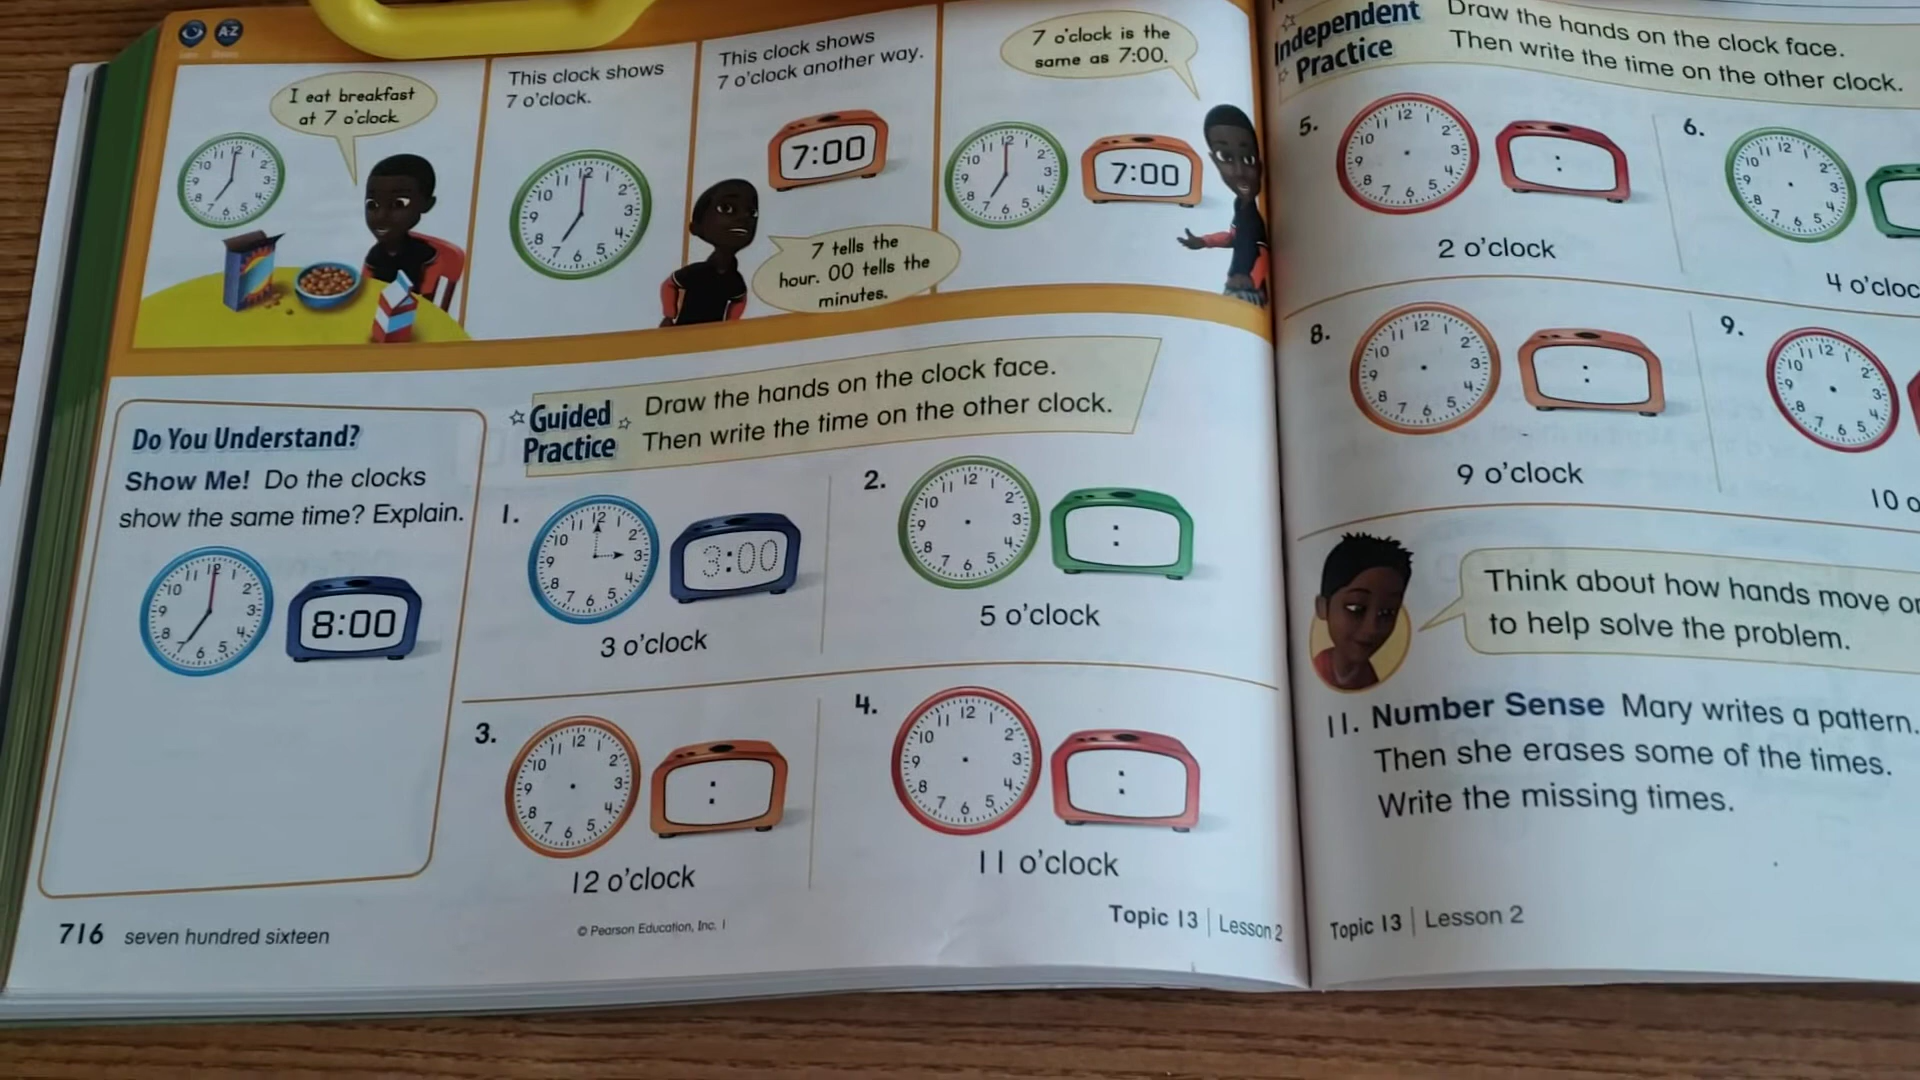 A-Z
I eat breakfast
at 7 o'clock.
This clock shows
7 o'clock.
This clock shows
7 o'clock another way.
7:00
7 tells the
hour. 00 tells the
minutes.
7 o'clock is the
same as 7:00.
7:00
Do You Understand?
Show Me! Do the clocks
show the same time? Explain.
8:00
Guided
Practice
Draw the hands on the clock face.
Then write the time on the other clock.
1.
3:00
3 o'clock
2.
:
5 o'clock
3.
:
12 o'clock
4.
:
11 o'clock
716 seven hundred sixteen
© Pearson Education, Inc. 1
Topic 13 | Lesson 2
Independent
Practice
Draw the hands on the clock face.
Then write the time on the other clock.
5.
:
2 o'clock
6.
4 o'cloc
8.
:
9 o'clock
9.
10 o
Think about how hands move
to help solve the problem.
11. Number Sense Mary writes a pattern.
Then she erases some of the times.
Write the missing times.
Topic 13 | Lesson 2